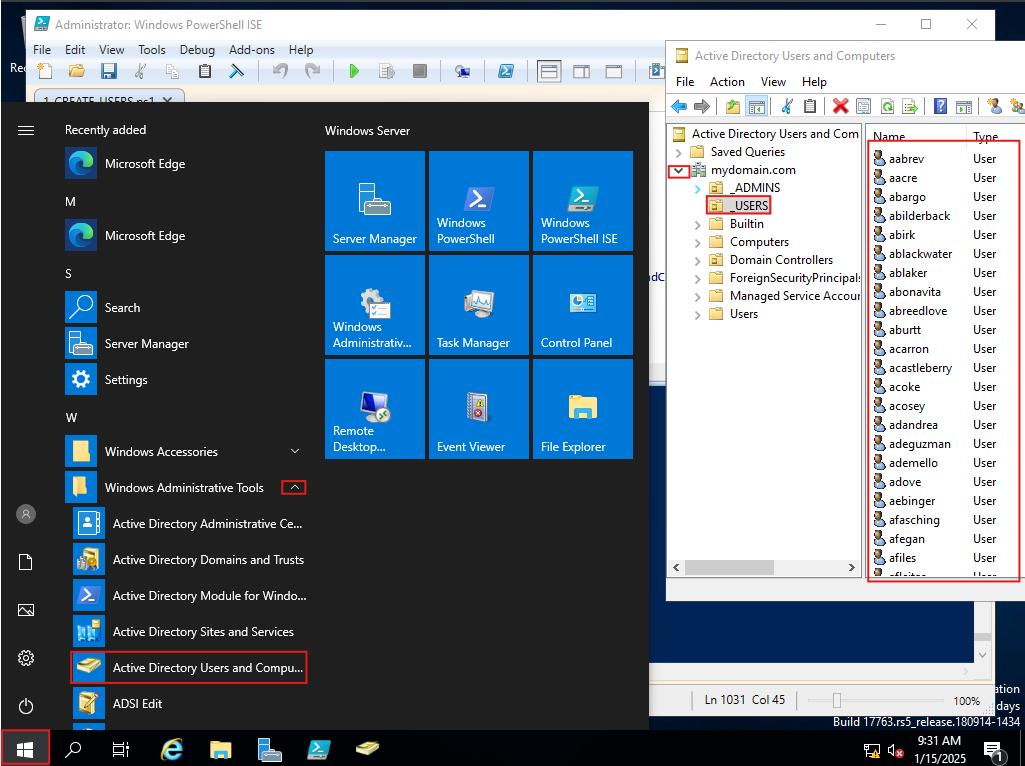 Administrator: Windows PowerShell ISE
File Edit View Tools Debug Add-ons Help
1_CREATE_USERS.ps1
Recently added
Microsoft Edge
M
Microsoft Edge
S
Search
Server Manager
Settings
W
Windows Accessories
Windows Administrative Tools
Active Directory Administrative Ce...
Active Directory Domains and Trusts
Active Directory Module for Windo...
Active Directory Sites and Services
Active Directory Users and Compu...
ADSI Edit
Windows Server
Server Manager
Windows PowerShell
Windows PowerShell ISE
Windows Administrativ...
Task Manager
Control Panel
Remote Desktop...
Event Viewer
File Explorer
Active Directory Users and Computers
File Action View Help
Active Directory Users and Com
Saved Queries
mydomain.com
_ADMINS
_USERS
Builtin
Computers
Domain Controllers
ForeignSecurityPrincipals
Managed Service Accour
Users
Name Type
aabrev User
aacre User
abargo User
abilderback User
abirk User
ablackwater User
ablaker User
abonavita User
abreedlove User
aburtt User
acarron User
acastleberry User
acoke User
acosey User
adandrea User
adeguzman User
ademello User
adove User
aebinger User
afasching User
afegan User
afiles User
Ln 1031 Col 45 100%
ation
days
Build 17763.rs5_release.180914-1434
9:31 AM
1/15/2025
1